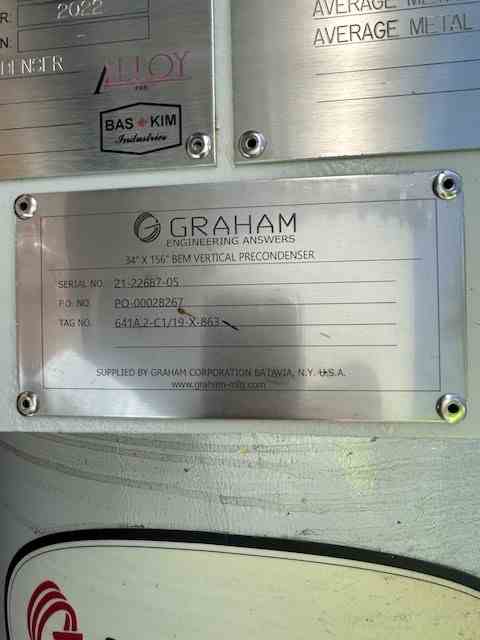 R: 2022
N:
DENSER
ALLOY
FAB
BAS KIM
Industries
AVERAGE METAL
GRAHAM
ENGINEERING ANSWERS
34" X 156" BEM VERTICAL PRECONDENSER
SERIAL NO. 21-22687-05
P.O. NO. PO-00028267
TAG NO. 641A.2-C1/19-X-863
SUPPLIED BY GRAHAM CORPORATION BATAVIA, N.Y. U.S.A.
www.graham-mfg.com